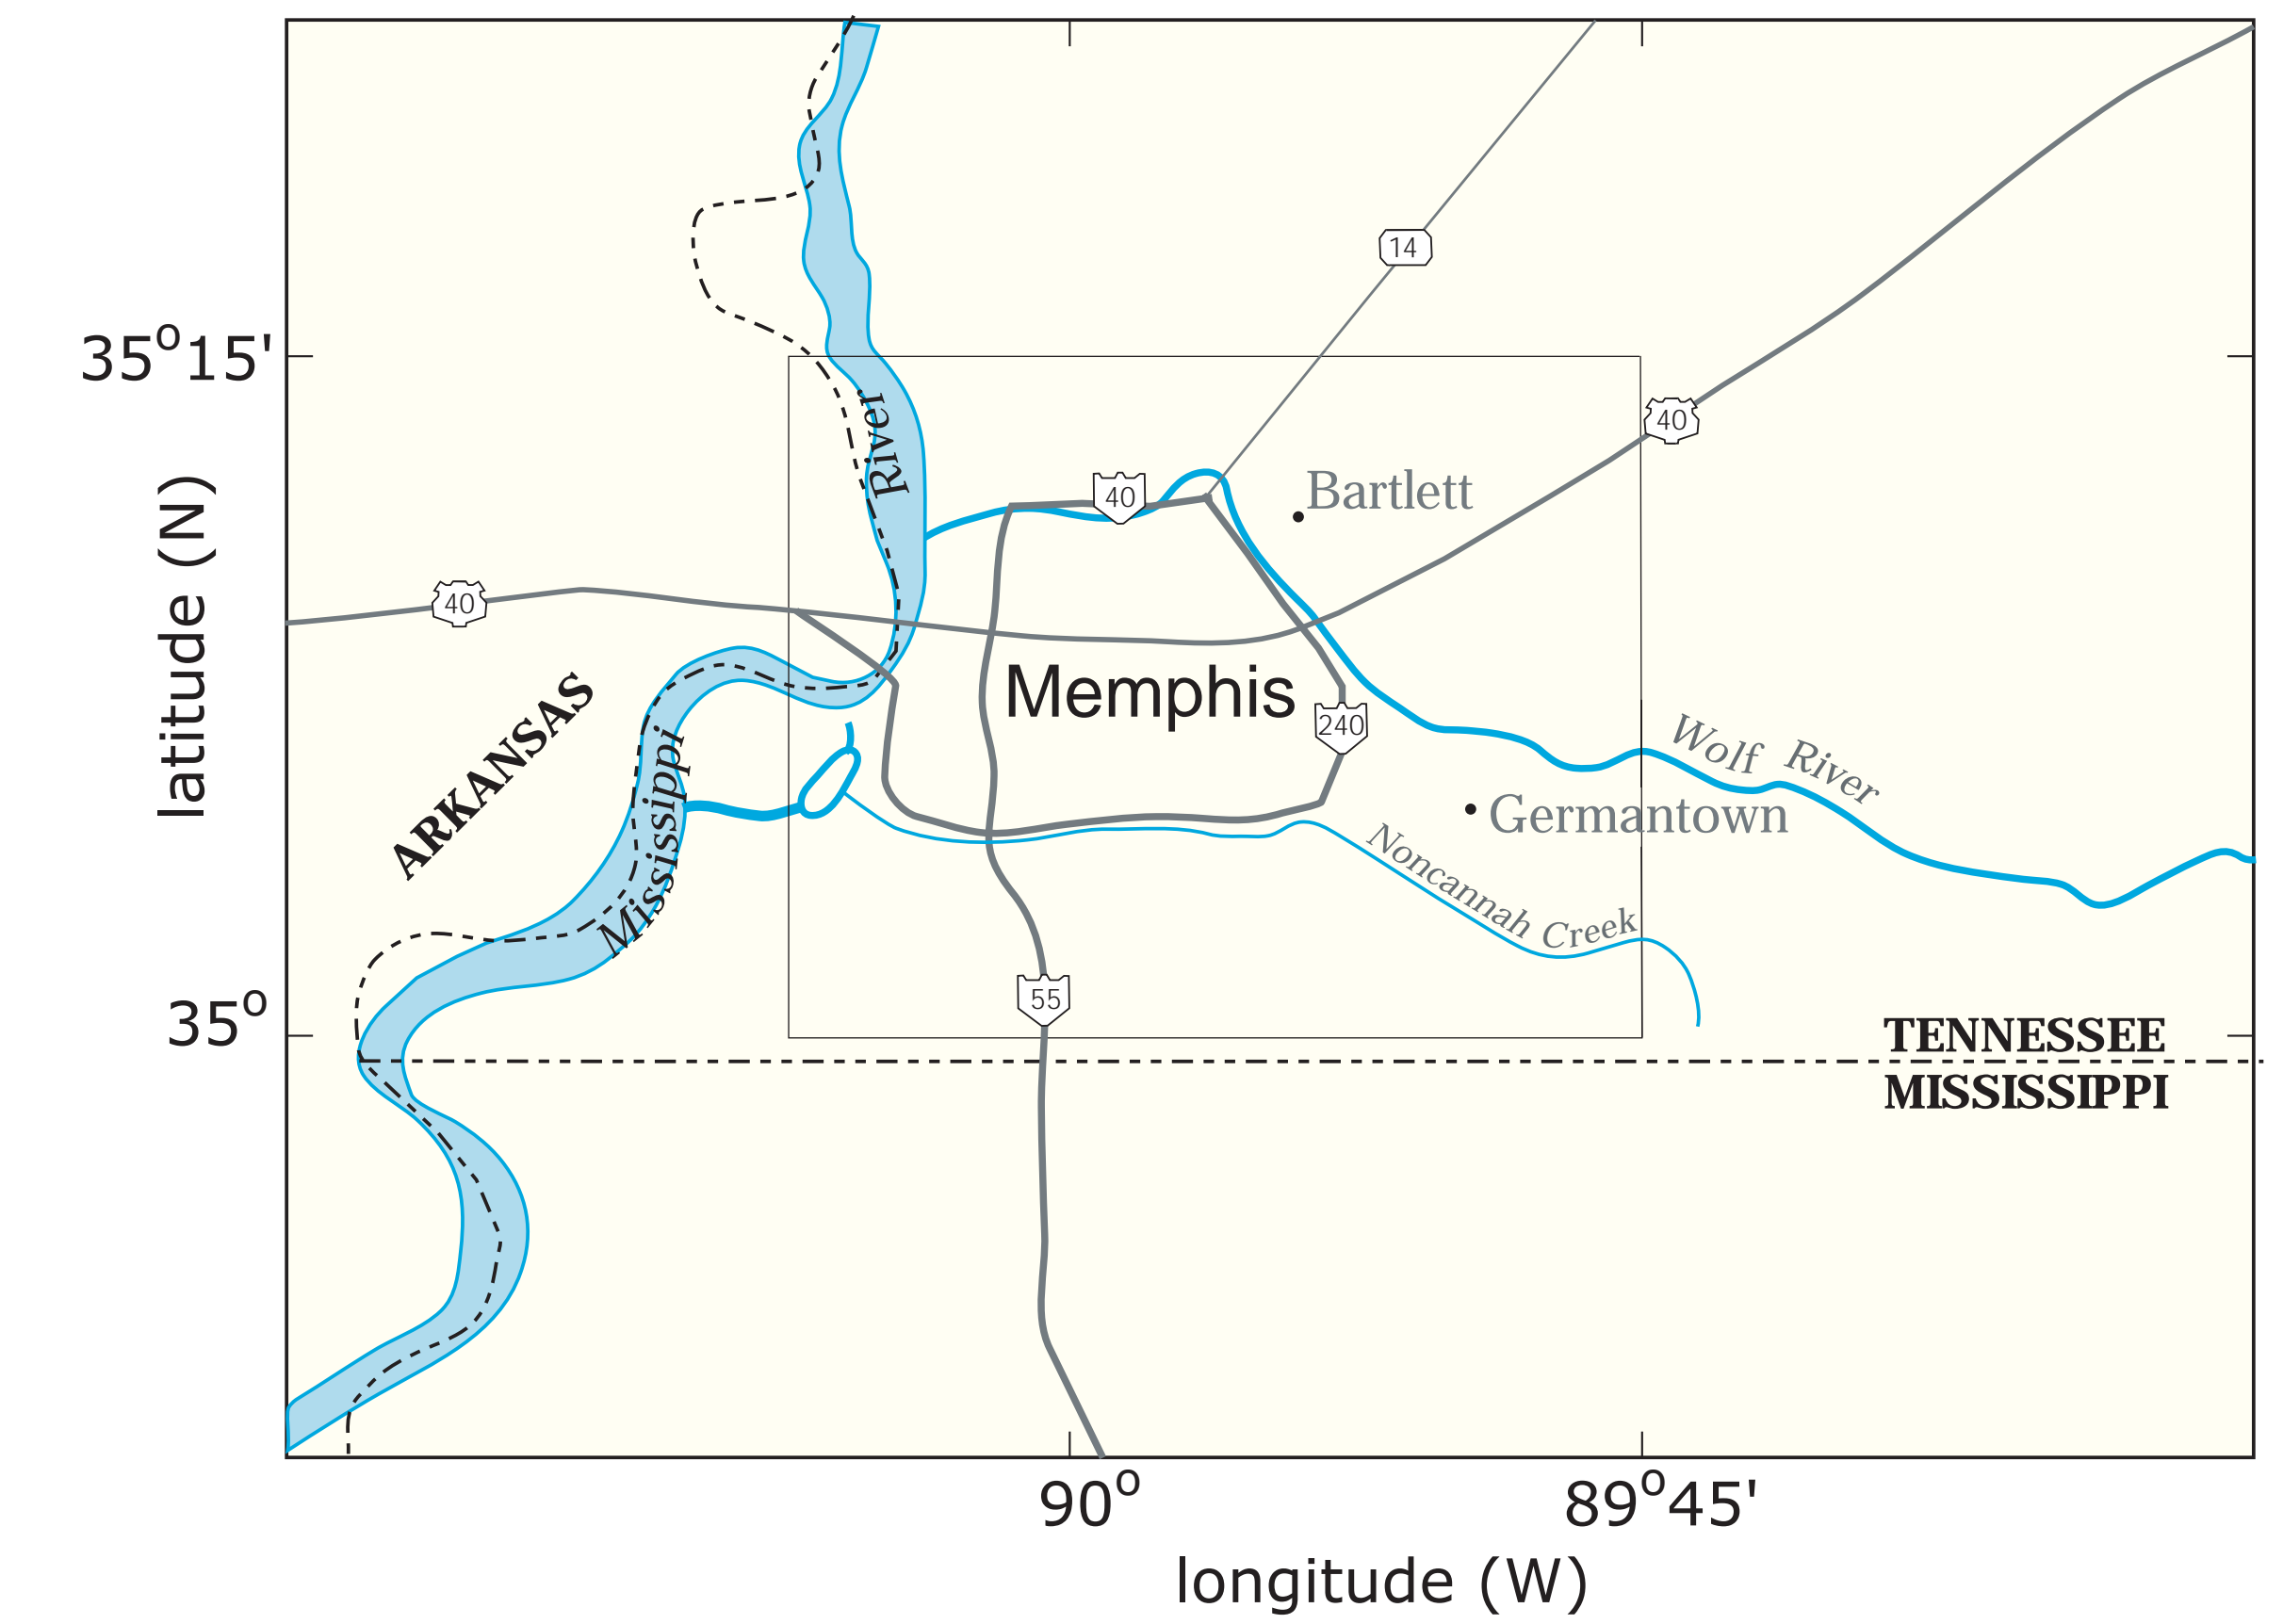 14
35°15'
River
40
Bartlett
40
40
latitude (N)
ARKANSAS
Memphis
240
Wolf River
Mississippi
Germantown
Noncannah Creek
55
35°
TENNESSEE
MISSISSIPPI
90°
89°45'
longitude (W)